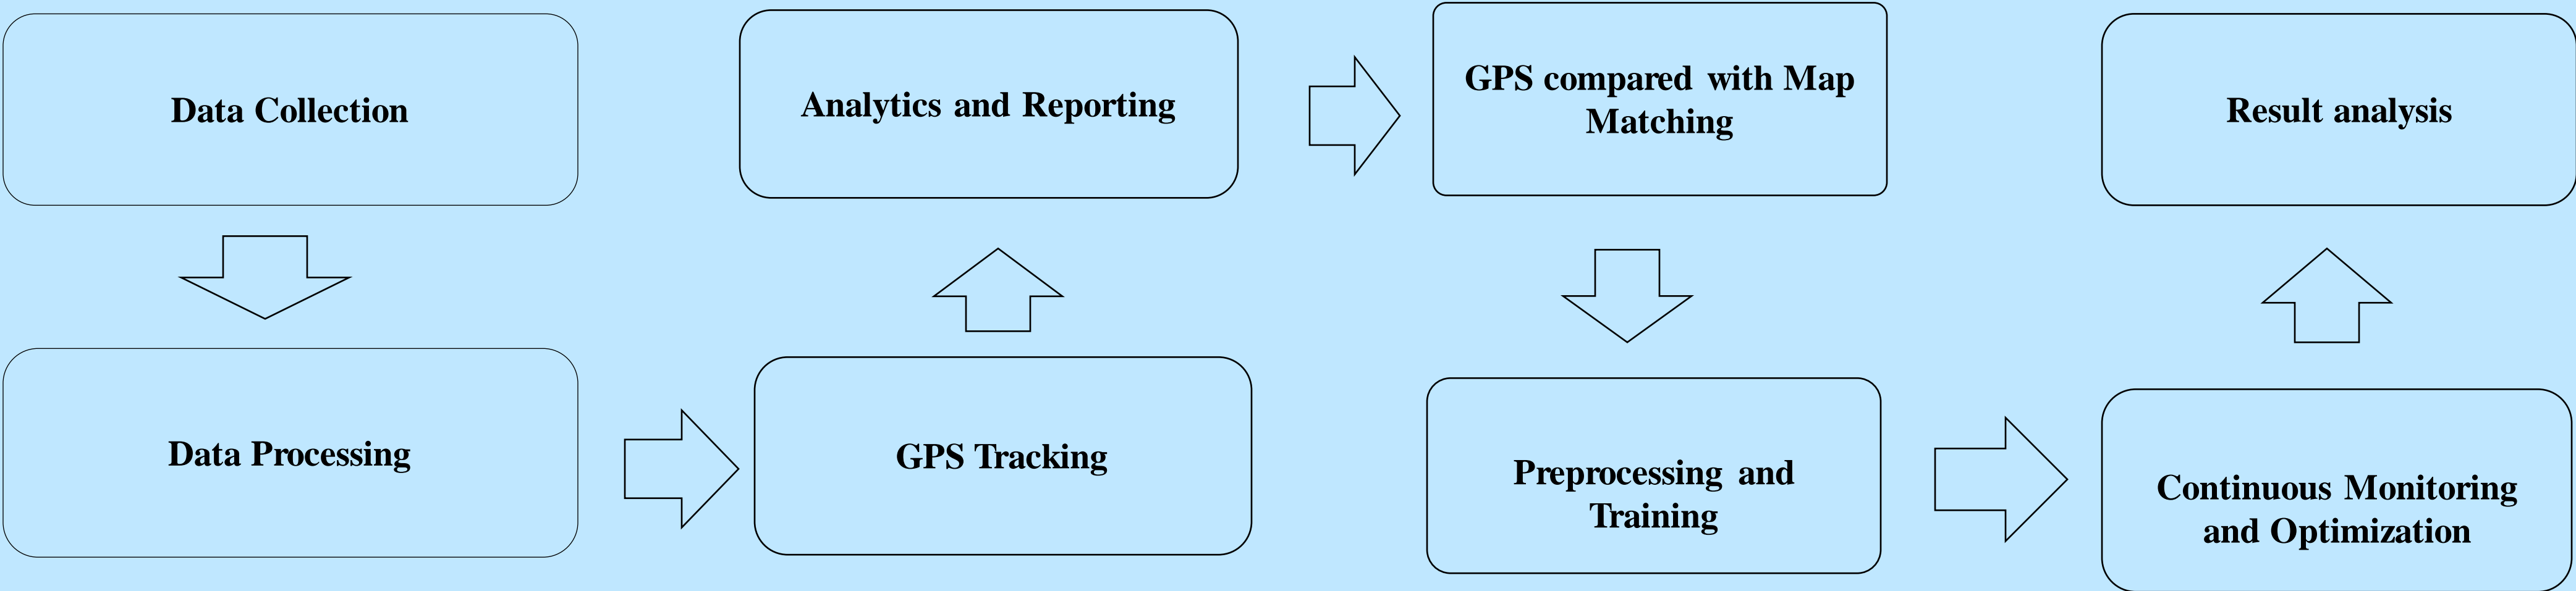 Data Collection
Data Processing
GPS Tracking
Analytics and Reporting
GPS compared with Map
Matching
Preprocessing and
Training
Continuous Monitoring
and Optimization
Result analysis